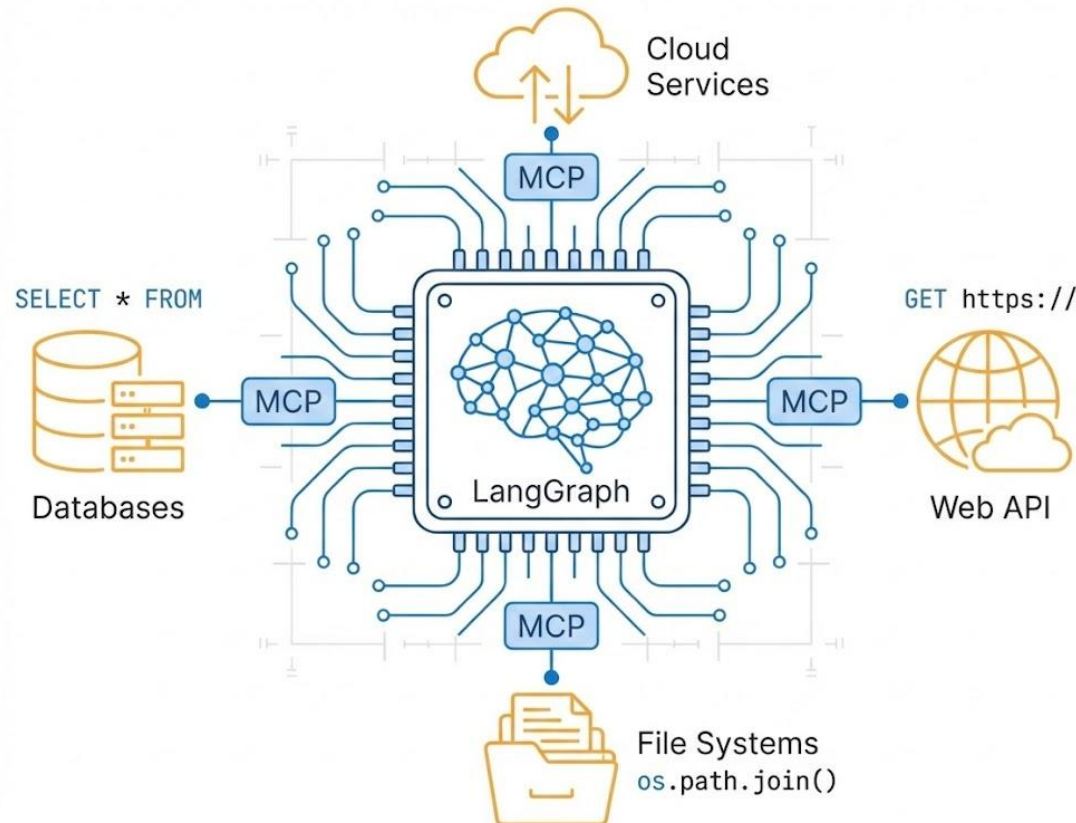 Cloud
Services
MCP
SELECT * FROM
GET https://
MCP
MCP
Databases
LangGraph
Web API
MCP
File Systems
os.path.join()